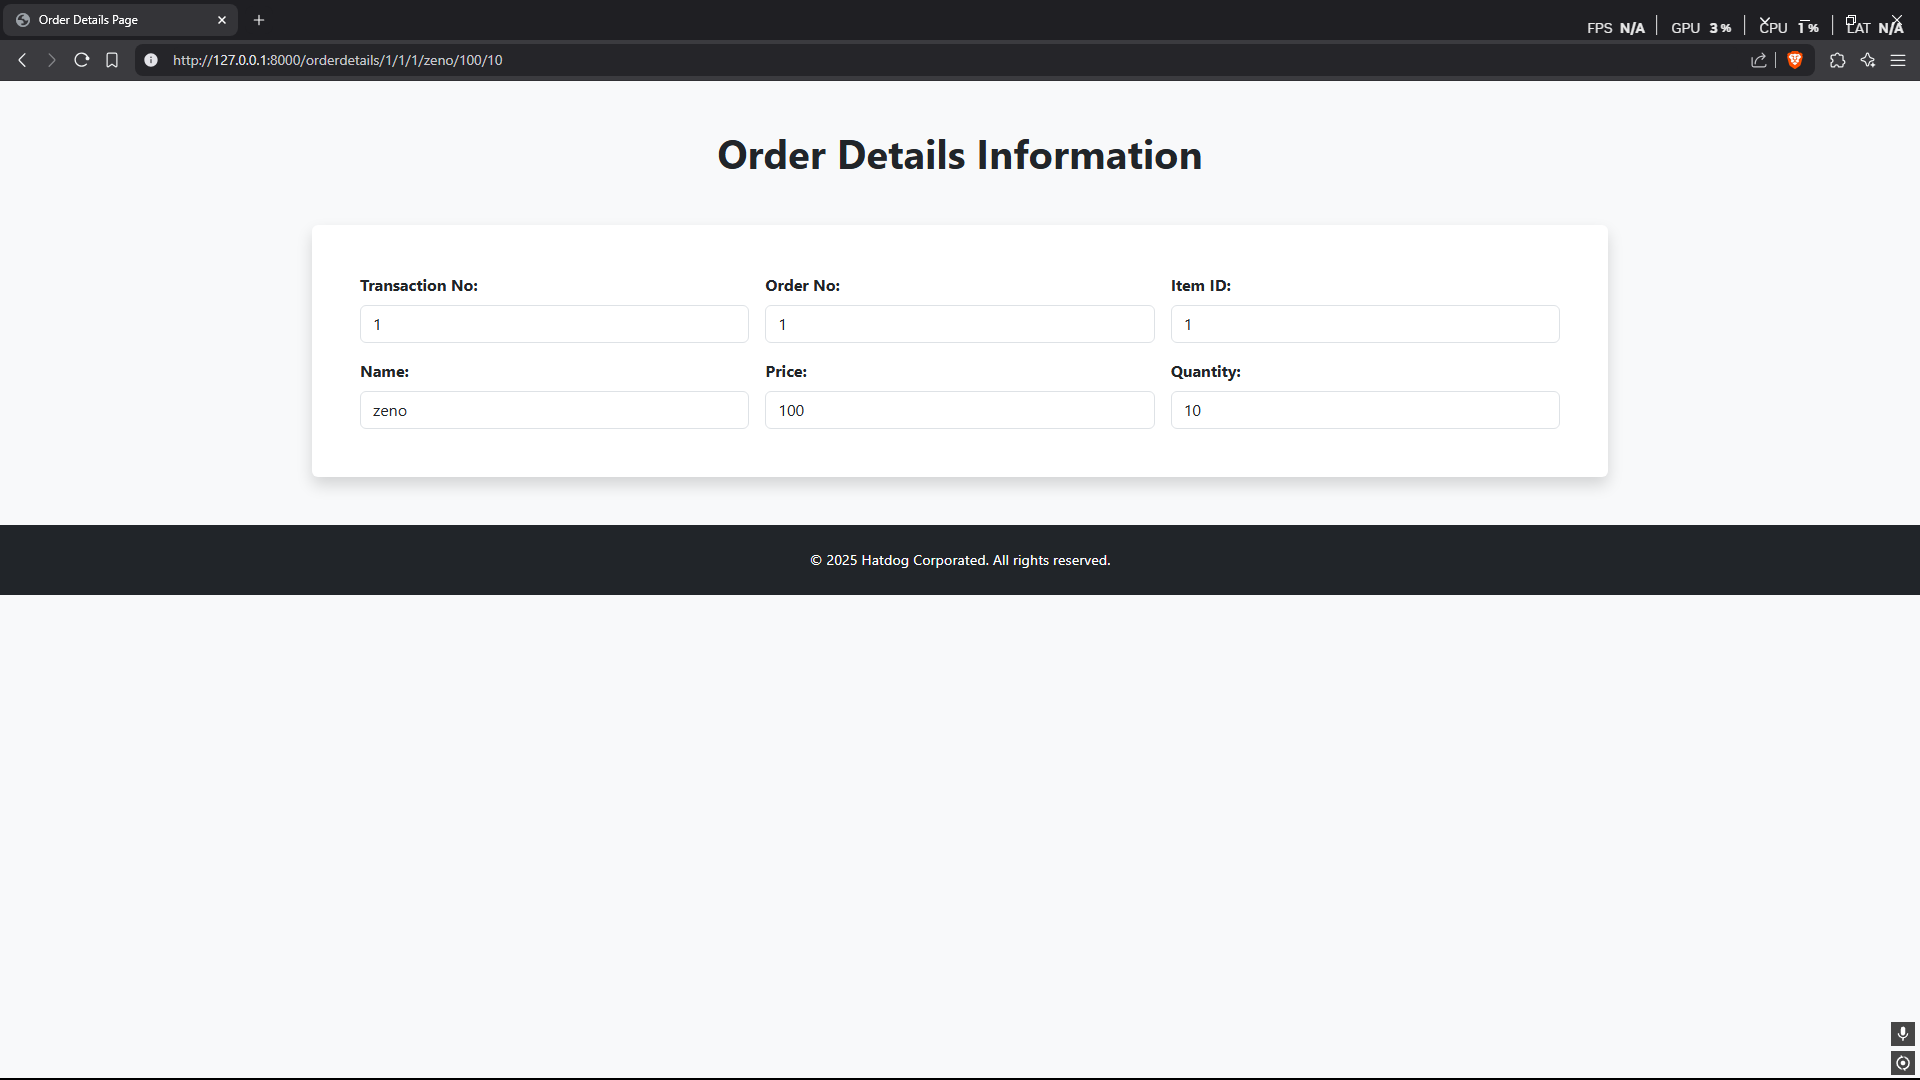 Order Details Page
FPS N/A GPU 3% CPU 1% LAT N/A
http://127.0.0.1:8000/orderdetails/1/1/1/zeno/100/10
Order Details Information
Transaction No: Order No: Item ID:
1 1 1
Name: Price: Quantity:
zeno 100 10
© 2025 Hatdog Corporated. All rights reserved.